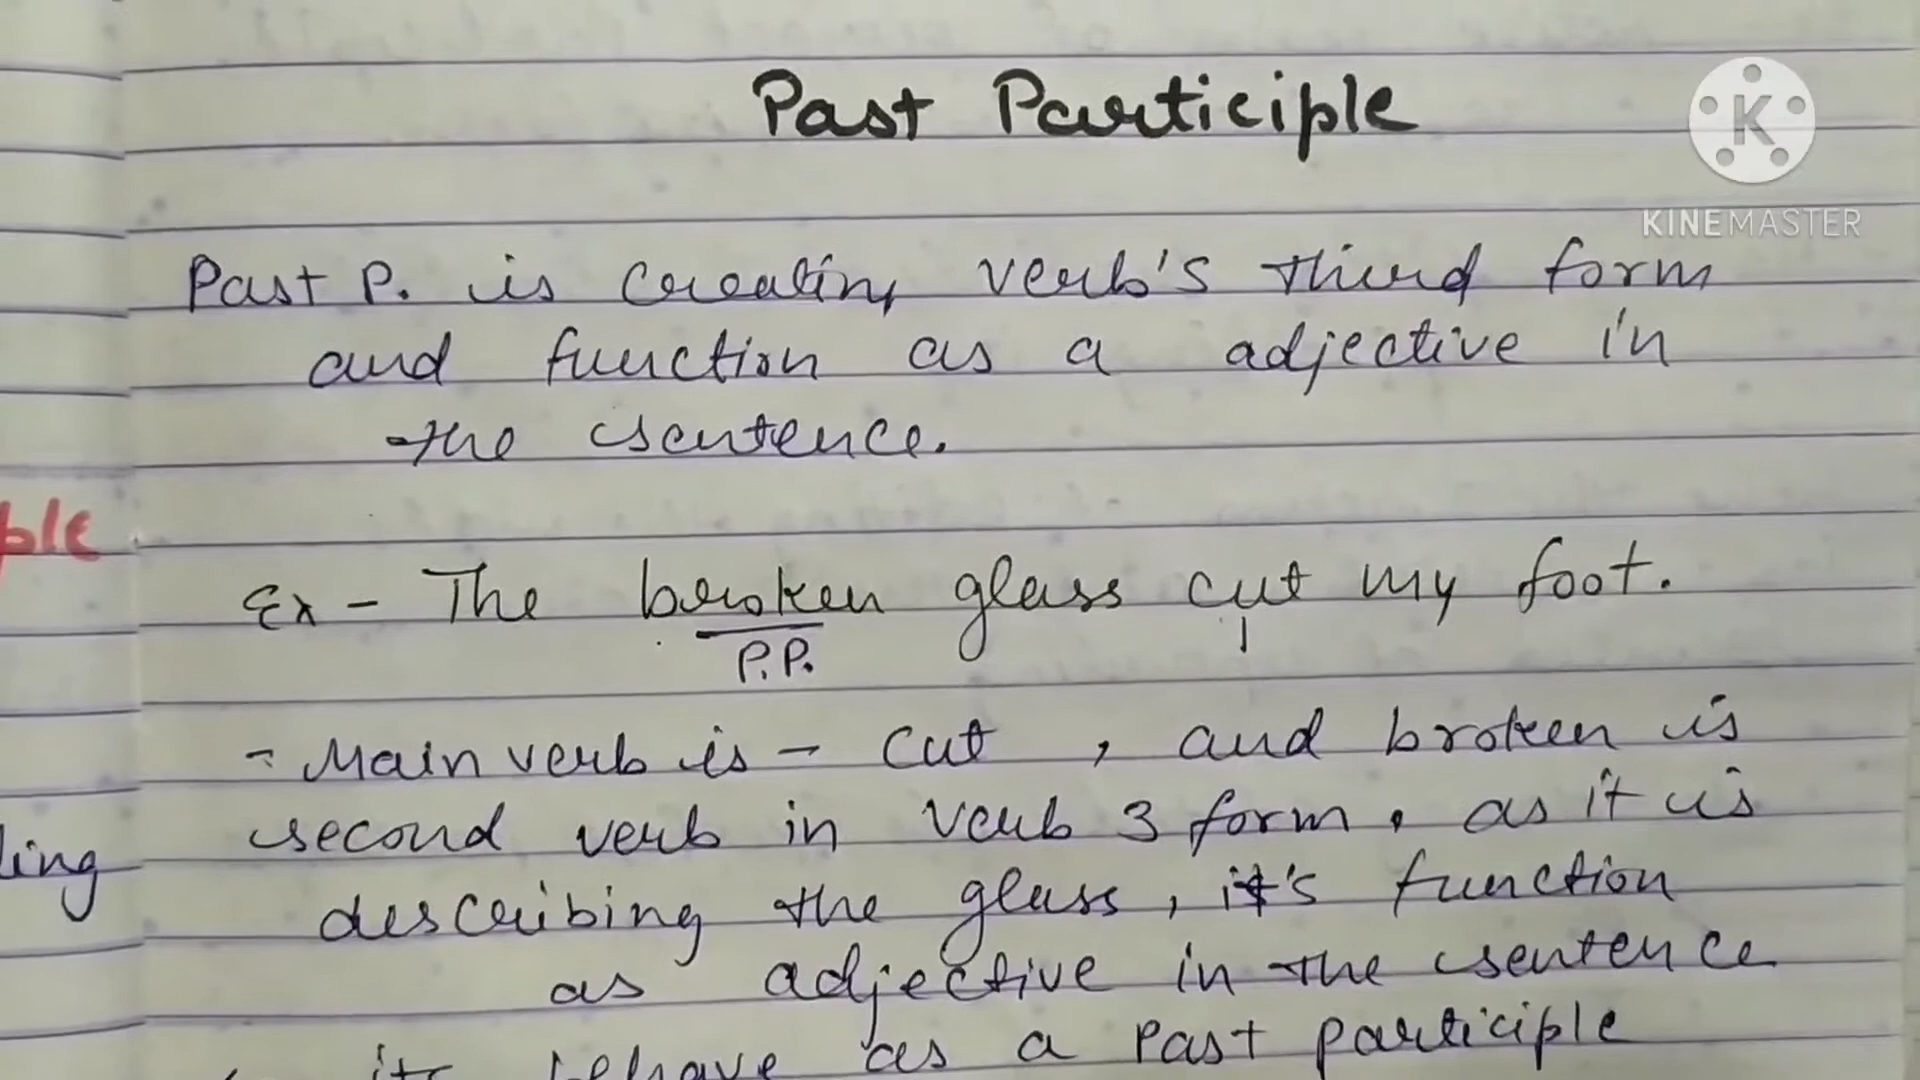 Past Participle
K
KINEMASTER
Past P. is creating verb's third form
and function as a adjective in
the sentence.
ple
Ex - The broken glass cut my foot.
P.P.
- Main verb is - cut , and broken is
second verb in verb 3 form. as it is
ling
describing the glass, it's function
as adjective in the sentence
behave as a Past participle